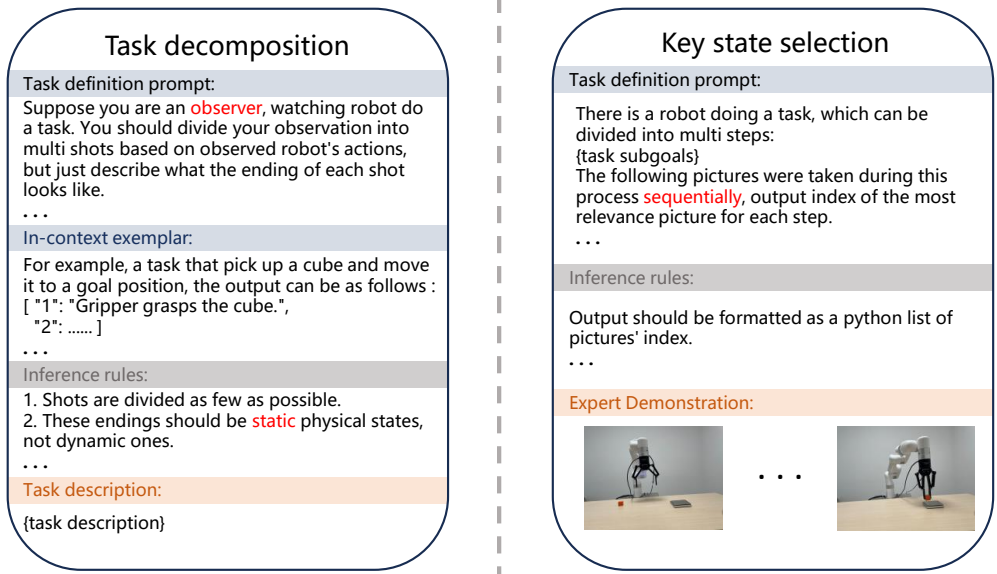 Task decomposition
Task definition prompt:
Suppose you are an observer, watching robot do
a task. You should divide your observation into
multi shots based on observed robot's actions,
but just describe what the ending of each shot
looks like.
. . .
In-context exemplar:
For example, a task that pick up a cube and move
it to a goal position, the output can be as follows :
[ "1": "Gripper grasps the cube.",
"2": ...... ]
. . .
Inference rules:
1. Shots are divided as few as possible.
2. These endings should be static physical states,
not dynamic ones.
. . .
Task description:
{task description}
Key state selection
Task definition prompt:
There is a robot doing a task, which can be
divided into multi steps:
{task subgoals}
The following pictures were taken during this
process sequentially, output index of the most
relevance picture for each step.
. . .
Inference rules:
Output should be formatted as a python list of
pictures' index.
. . .
Expert Demonstration:
. . .